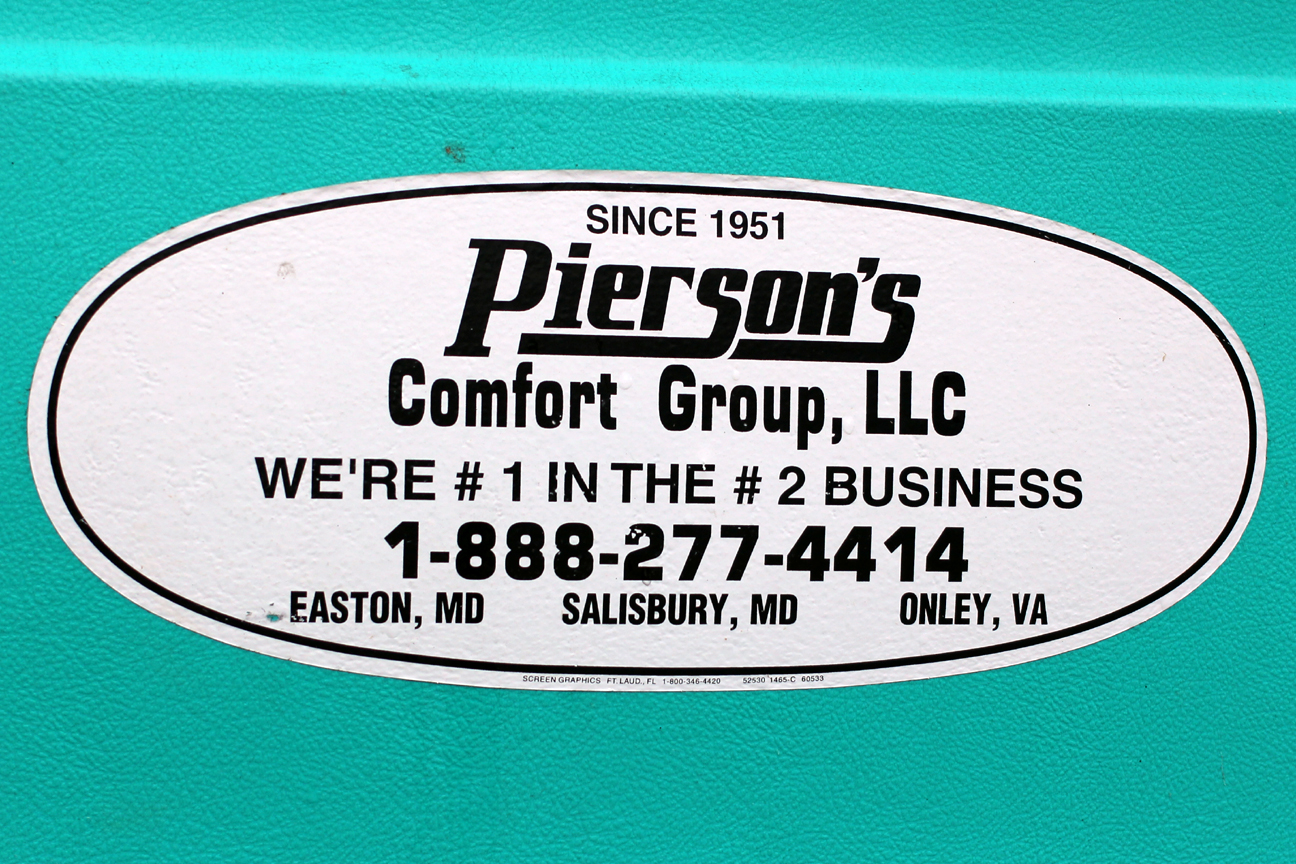 SINCE 1951
Pierson's
Comfort Group, LLC
WE'RE # 1 IN THE # 2 BUSINESS
1-888-277-4414
EASTON, MD SALISBURY, MD ONLEY, VA
SCREEN GRAPHICS FT. LAUD., FL 1-800-346-4420 52530 1465-C 60533